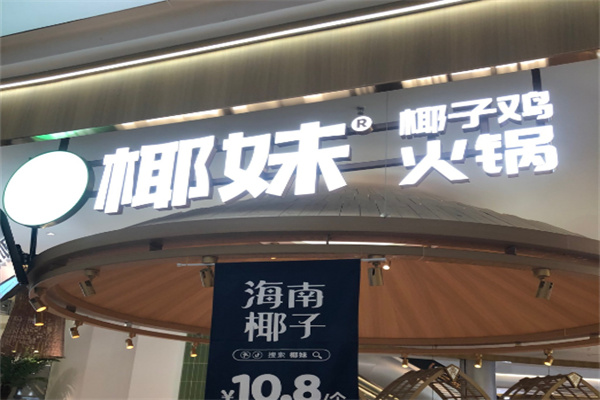 椰妹®
椰子鸡
火锅
海南
椰子
搜索 椰妹
¥10.8/个